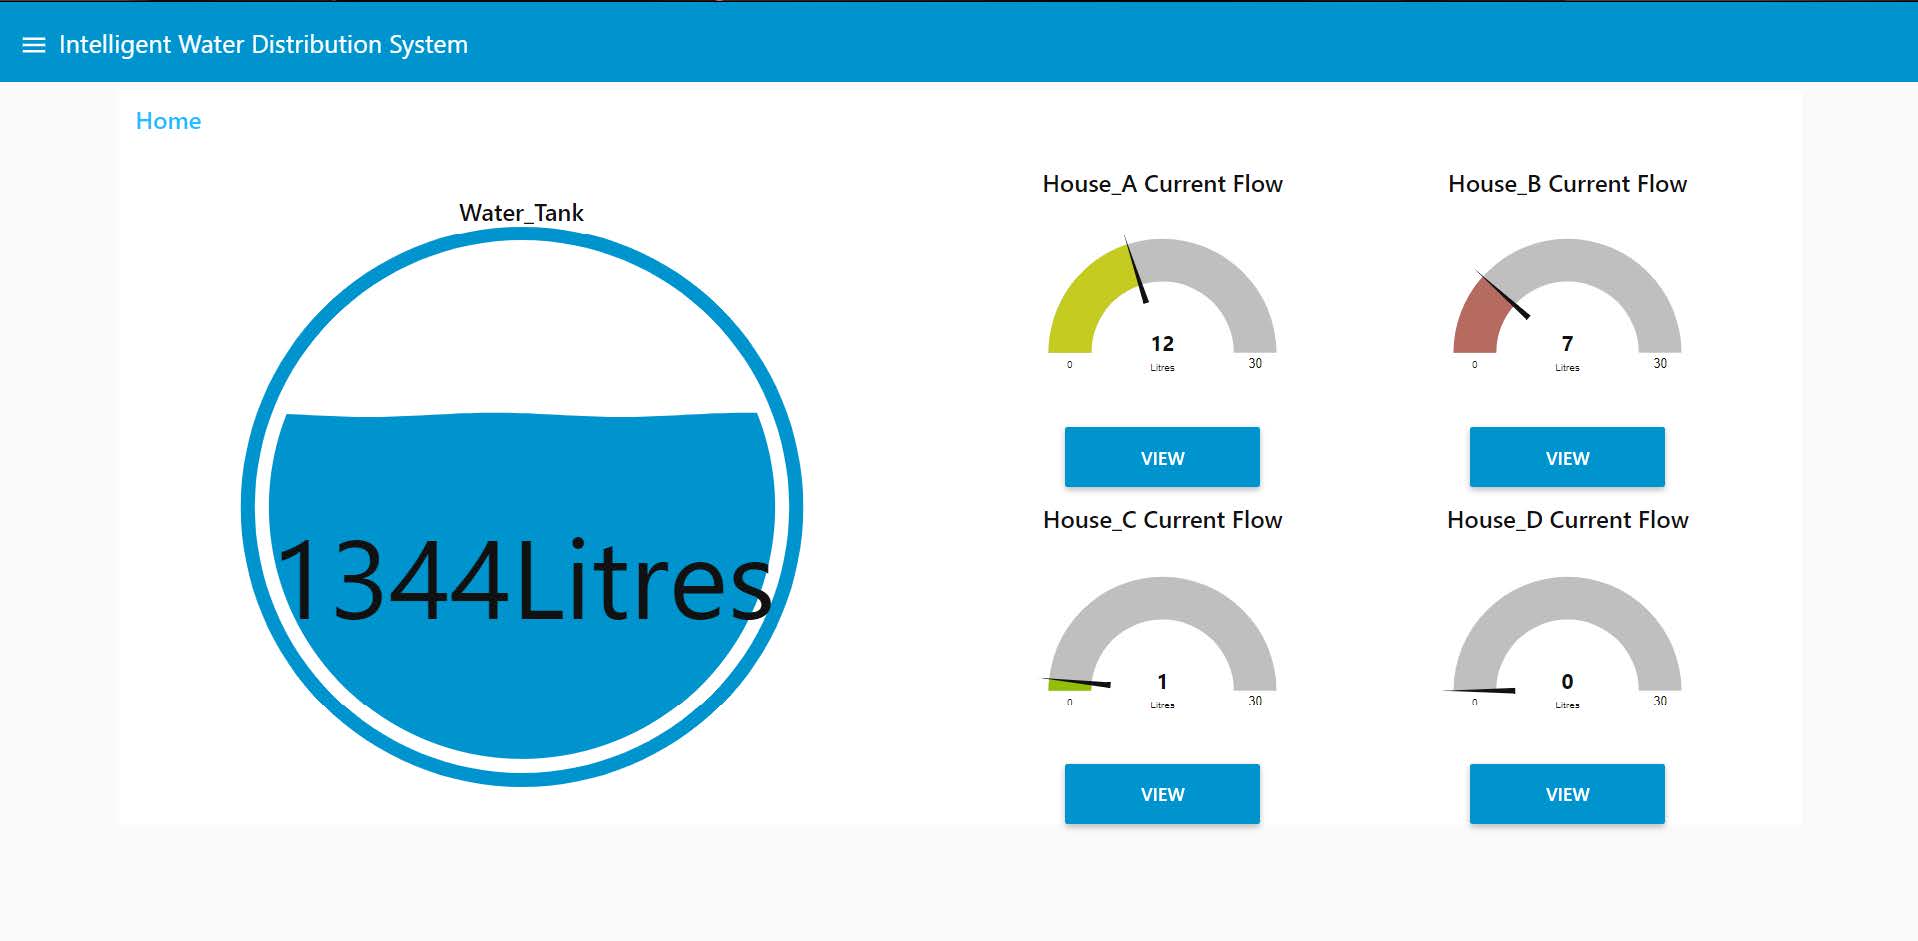 Intelligent Water Distribution System
Home
Water_Tank
1344Litres
House_A Current Flow
12
Litres
0
30
VIEW
House_B Current Flow
7
Litres
0
30
VIEW
House_C Current Flow
1
Litres
0
30
VIEW
House_D Current Flow
0
Litres
0
30
VIEW